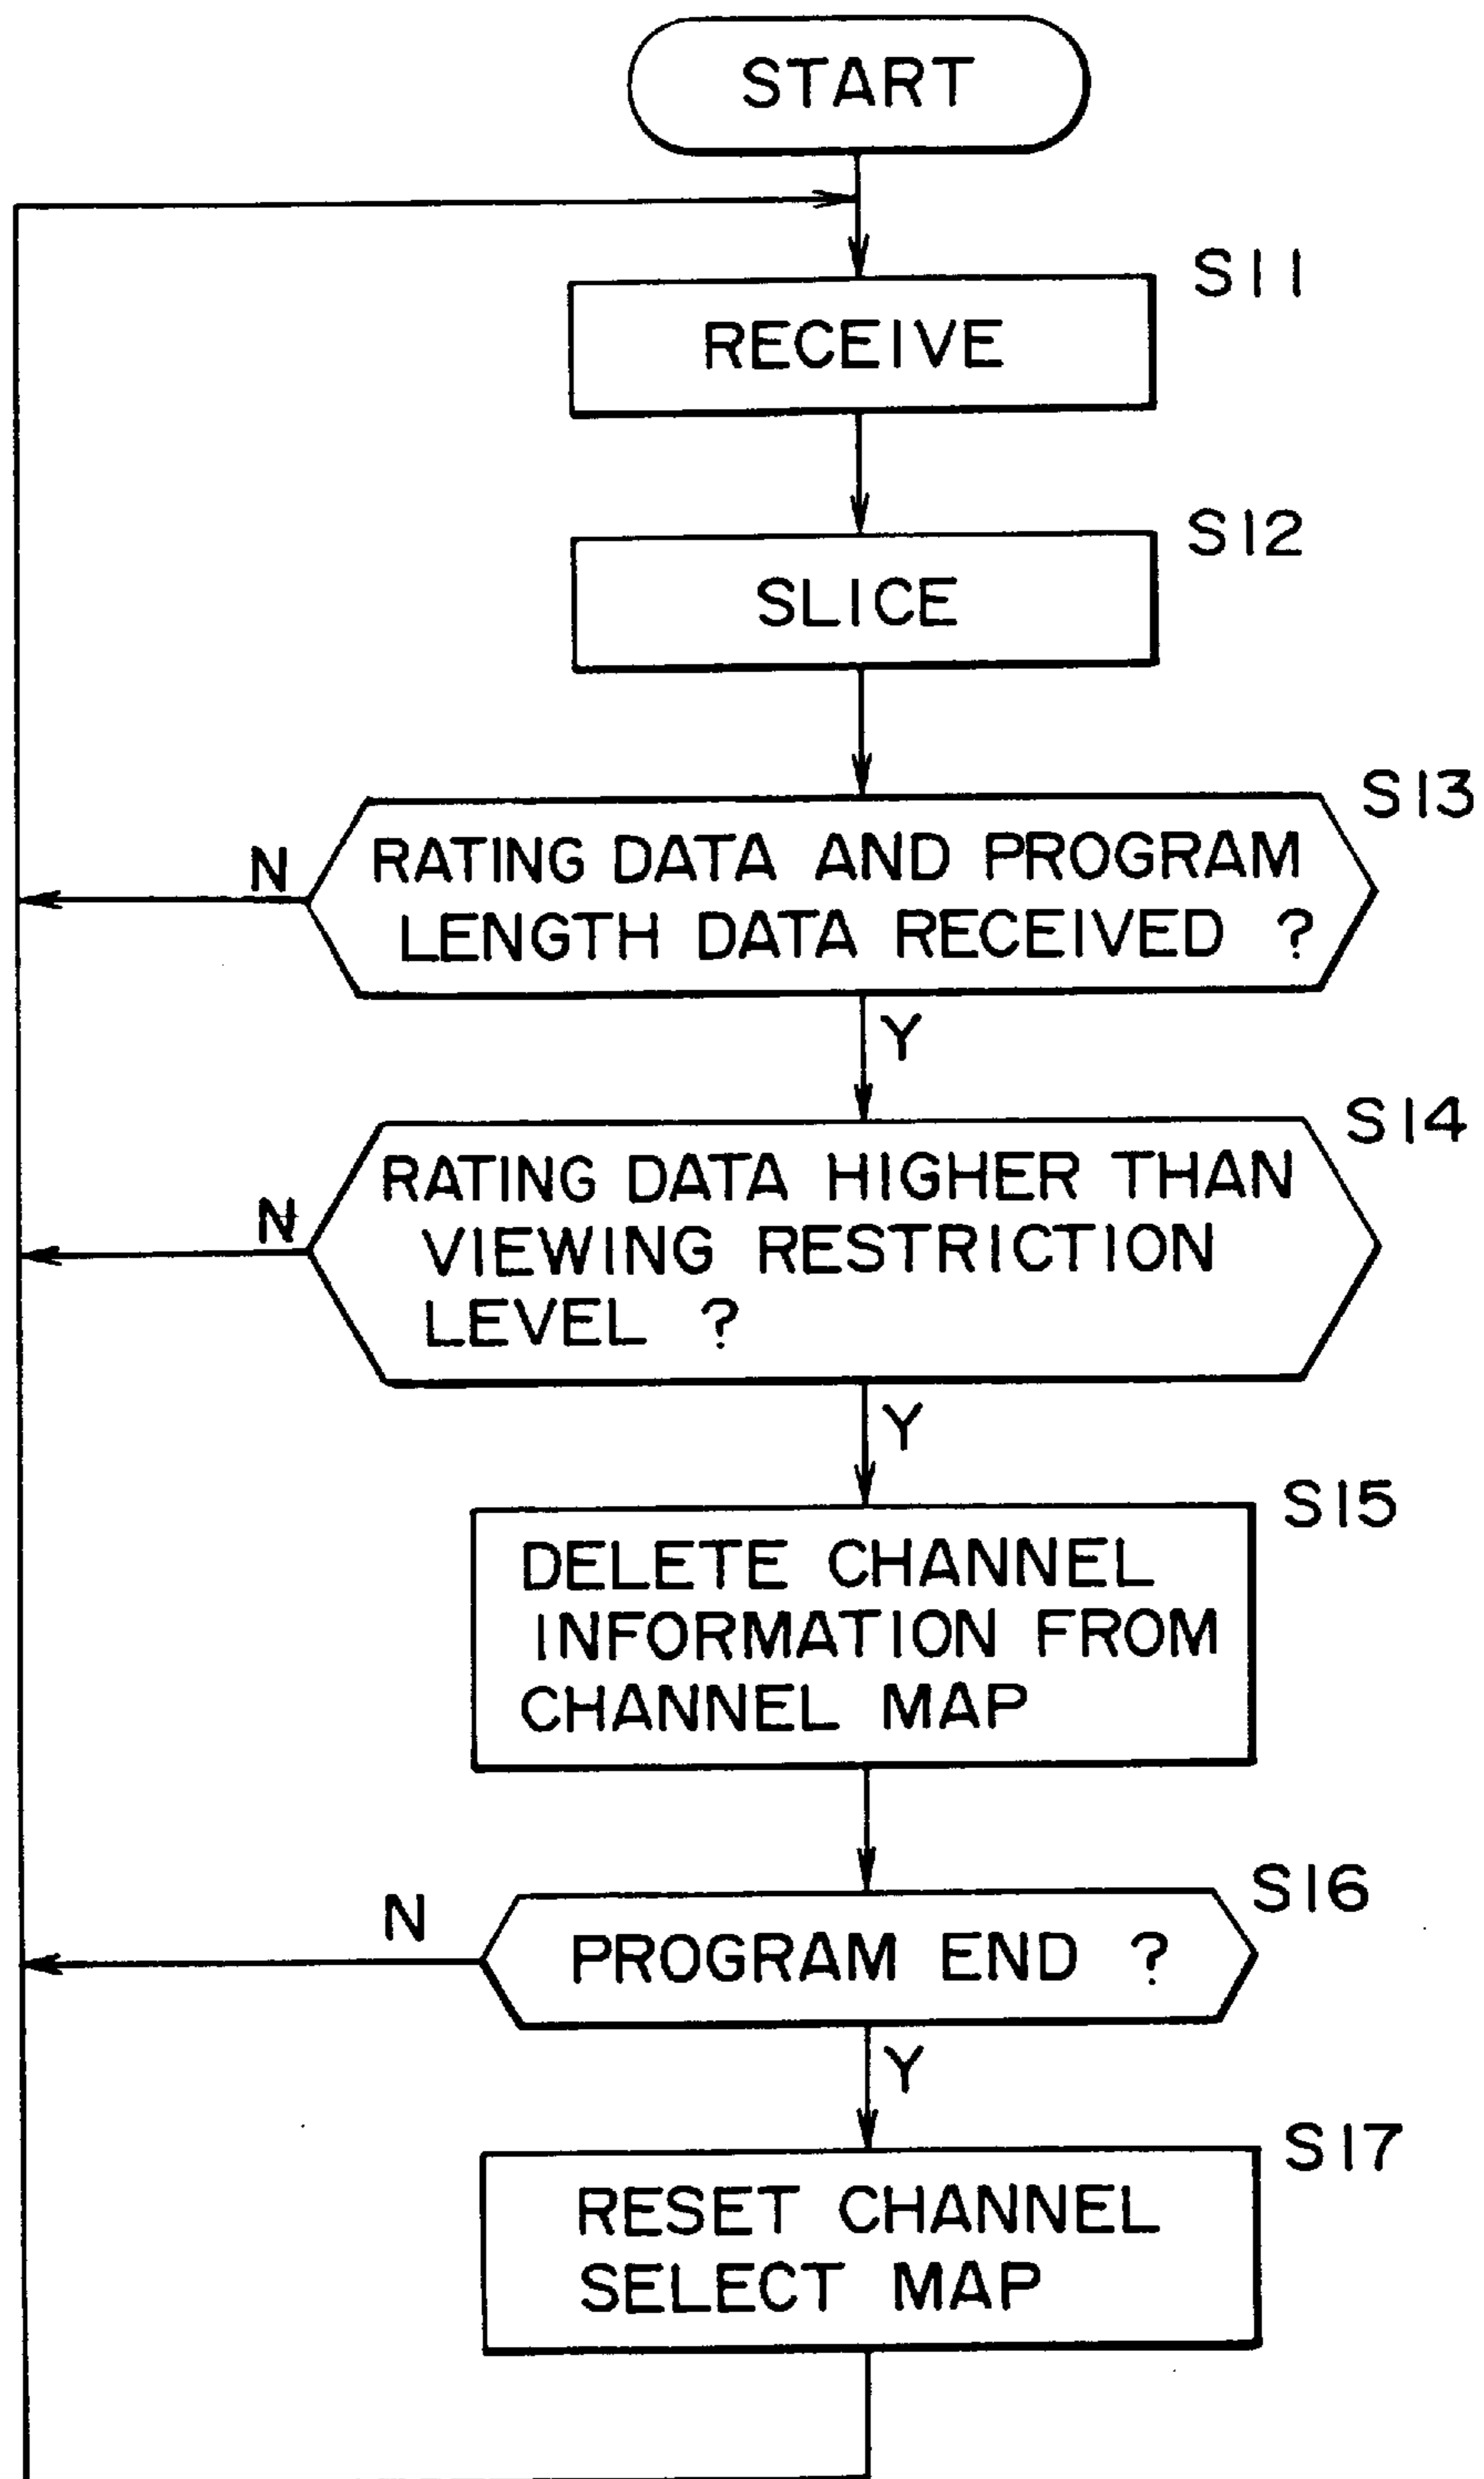 START
S11
RECEIVE
S12
SLICE
S13
RATING DATA AND PROGRAM
LENGTH DATA RECEIVED ?
N
Y
S14
RATING DATA HIGHER THAN
VIEWING RESTRICTION
LEVEL ?
N
Y
S15
DELETE CHANNEL
INFORMATION FROM
CHANNEL MAP
S16
N
PROGRAM END ?
Y
S17
RESET CHANNEL
SELECT MAP